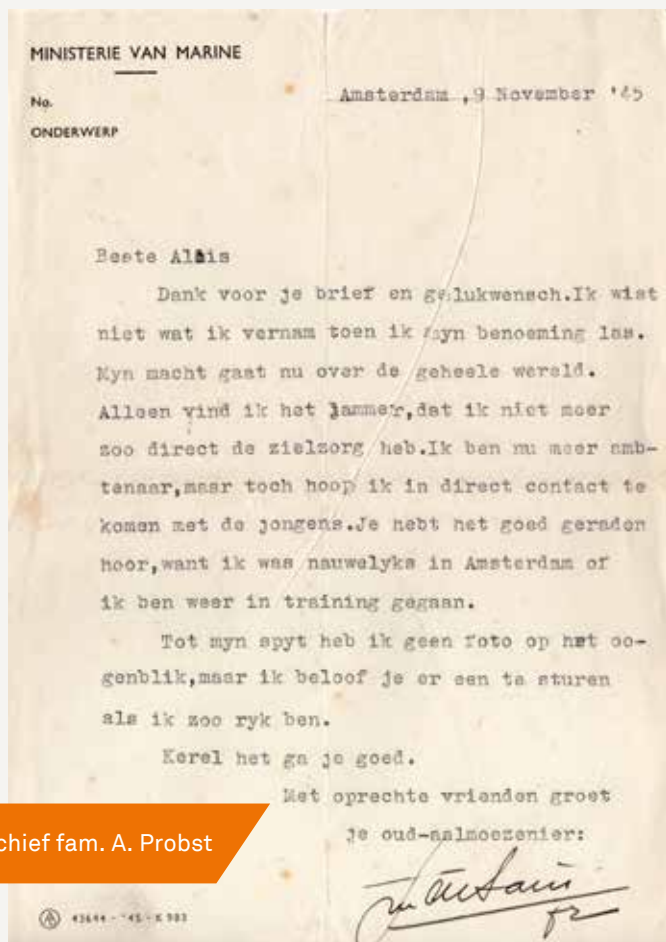 MINISTERIE VAN MARINE
No.
Amsterdam ,9 November '45
ONDERWERP
Beste Alois
Dank voor je brief en gelukwensch.Ik wist
niet wat ik vernam toen ik myn benoeming las.
Myn macht gaat nu over de geheele wereld.
Alleen vind ik het jammer,dat ik niet meer
zoo direct de zielzorg heb.Ik ben nu meer amb-
tenaar,maar toch hoop ik in direct contact te
komen met de jongens.Je hebt het goed geraden
hoor,want ik was nauwelyks in Amsterdam of
ik ben weer in training gegaan.
Tot myn spyt heb ik geen foto op het oo-
genblik,maar ik beloof je er een te sturen
als ik zoo ryk ben.
Kerel het ga je goed.
Met oprechte vrienden groet
je oud-aalmoezenier:
chief fam. A. Probst
43644 - '45 - K 983